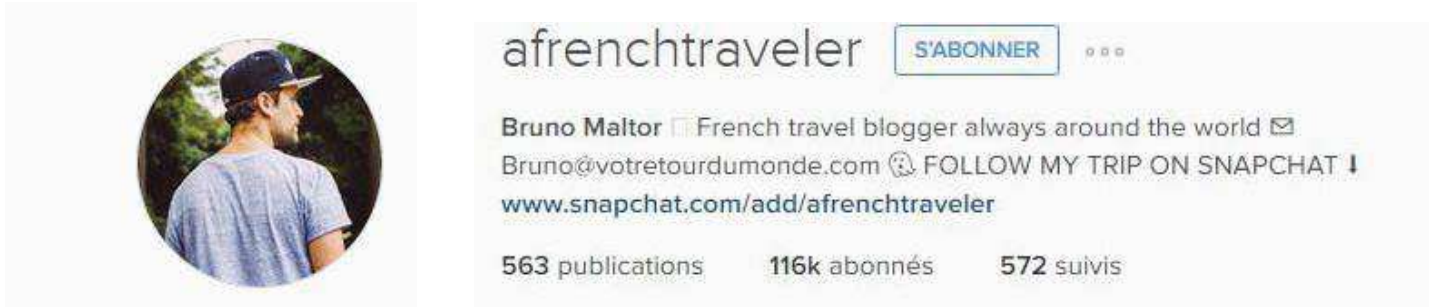 afrenchtraveler S'ABONNER
Bruno Maltor French travel blogger always around the world
Bruno@votretourdumonde.com FOLLOW MY TRIP ON SNAPCHAT
www.snapchat.com/add/afrenchtraveler
563 publications 116k abonnés 572 suivis